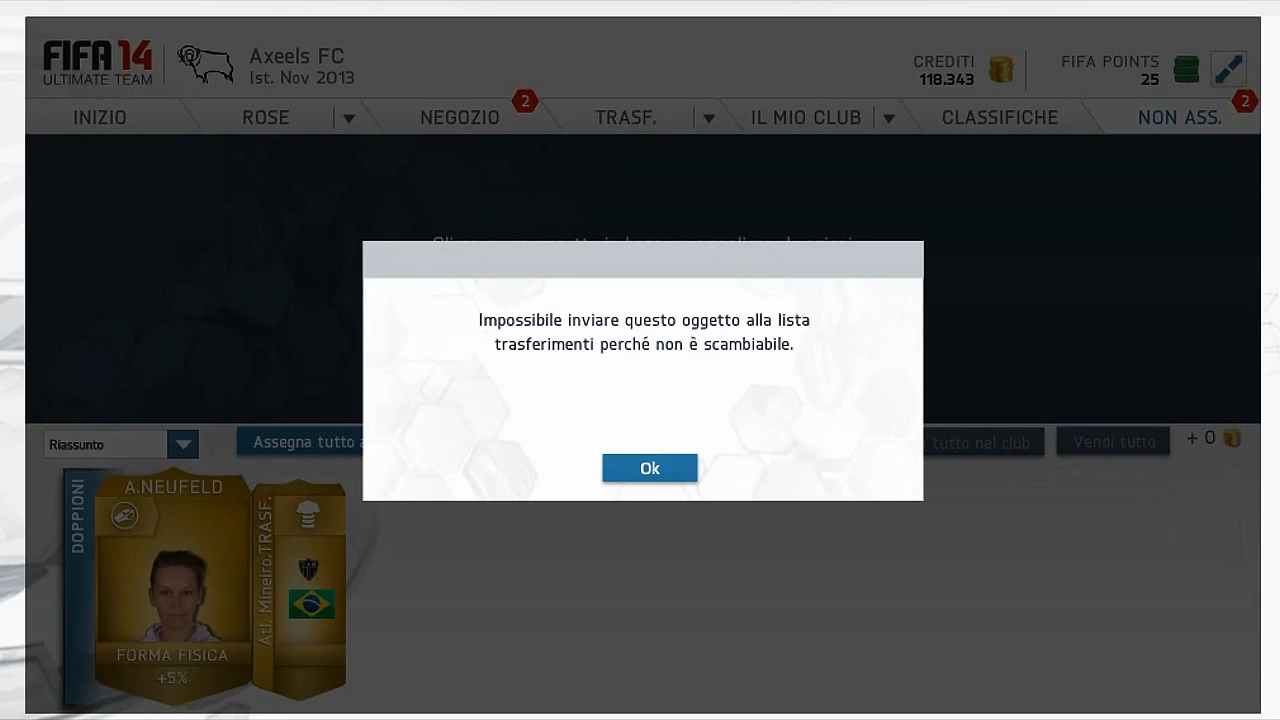 FIFA 14
ULTIMATE TEAM
Axeels FC
Ist. Nov 2013
CREDITI
118.343
FIFA POINTS
25
INIZIO
ROSE
NEGOZIO
2
TRASF.
IL MIO CLUB
CLASSIFICHE
NON ASS.
2
Impossibile inviare questo oggetto alla lista
trasferimenti perché non è scambiabile.
Ok
Riassunto
Assegna tutto
tutto nel club
Vendi tutto
+ 0
DOPPIONI
A.NEUFELD
FORMA FISICA
+5%
Atl. Mineiro.TRASF.